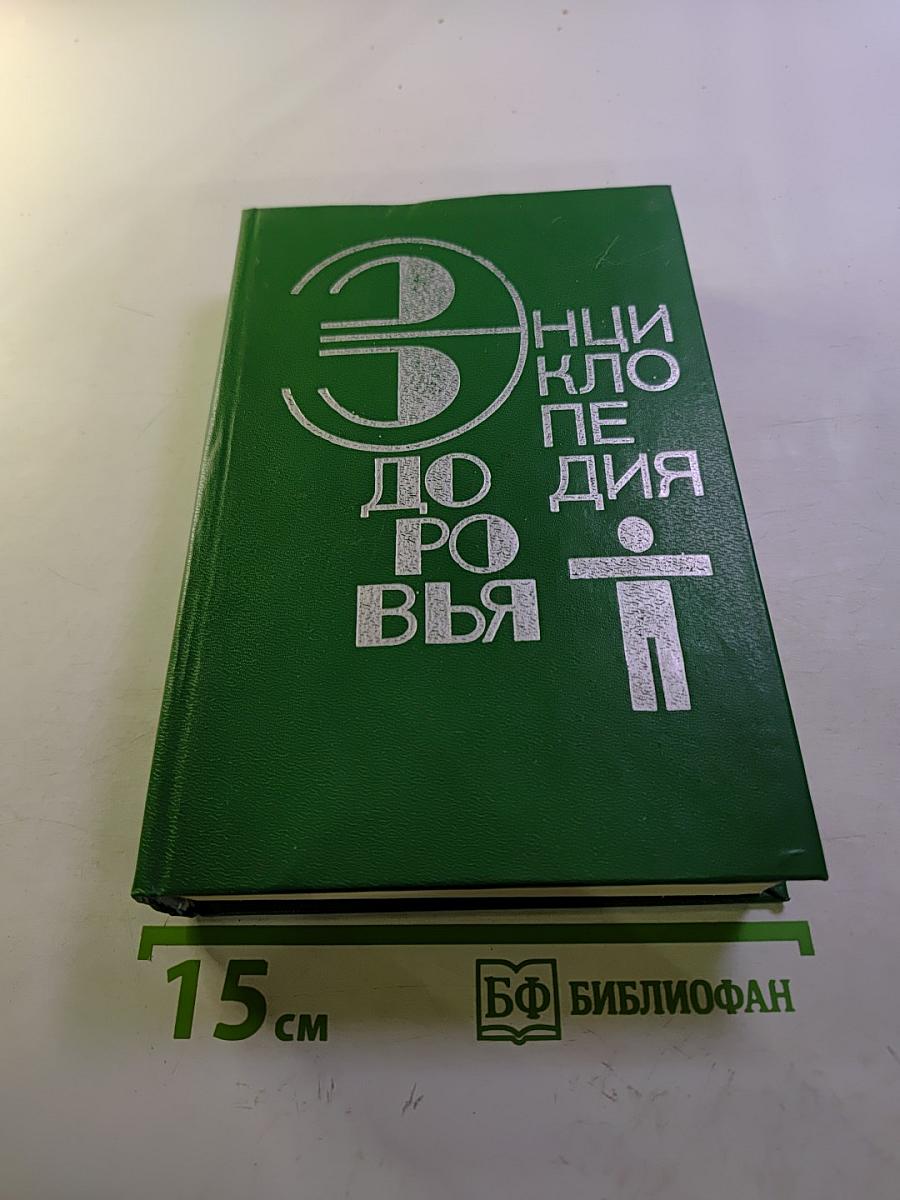 Э
НЦИ
КЛО
ПЕ
ДИЯ
З
ДО
РО
ВЬЯ
15 см
БФ БИБЛИОФАН